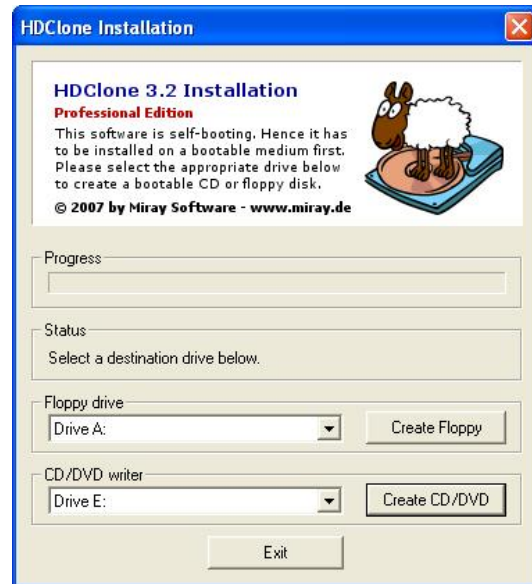 HDClone Installation
HDClone 3.2 Installation
Professional Edition
This software is self-booting. Hence it has
to be installed on a bootable medium first.
Please select the appropriate drive below
to create a bootable CD or floppy disk.
© 2007 by Miray Software - www.miray.de
Progress
Status
Select a destination drive below.
Floppy drive
Drive A:
Create Floppy
CD/DVD writer
Drive E:
Create CD/DVD
Exit